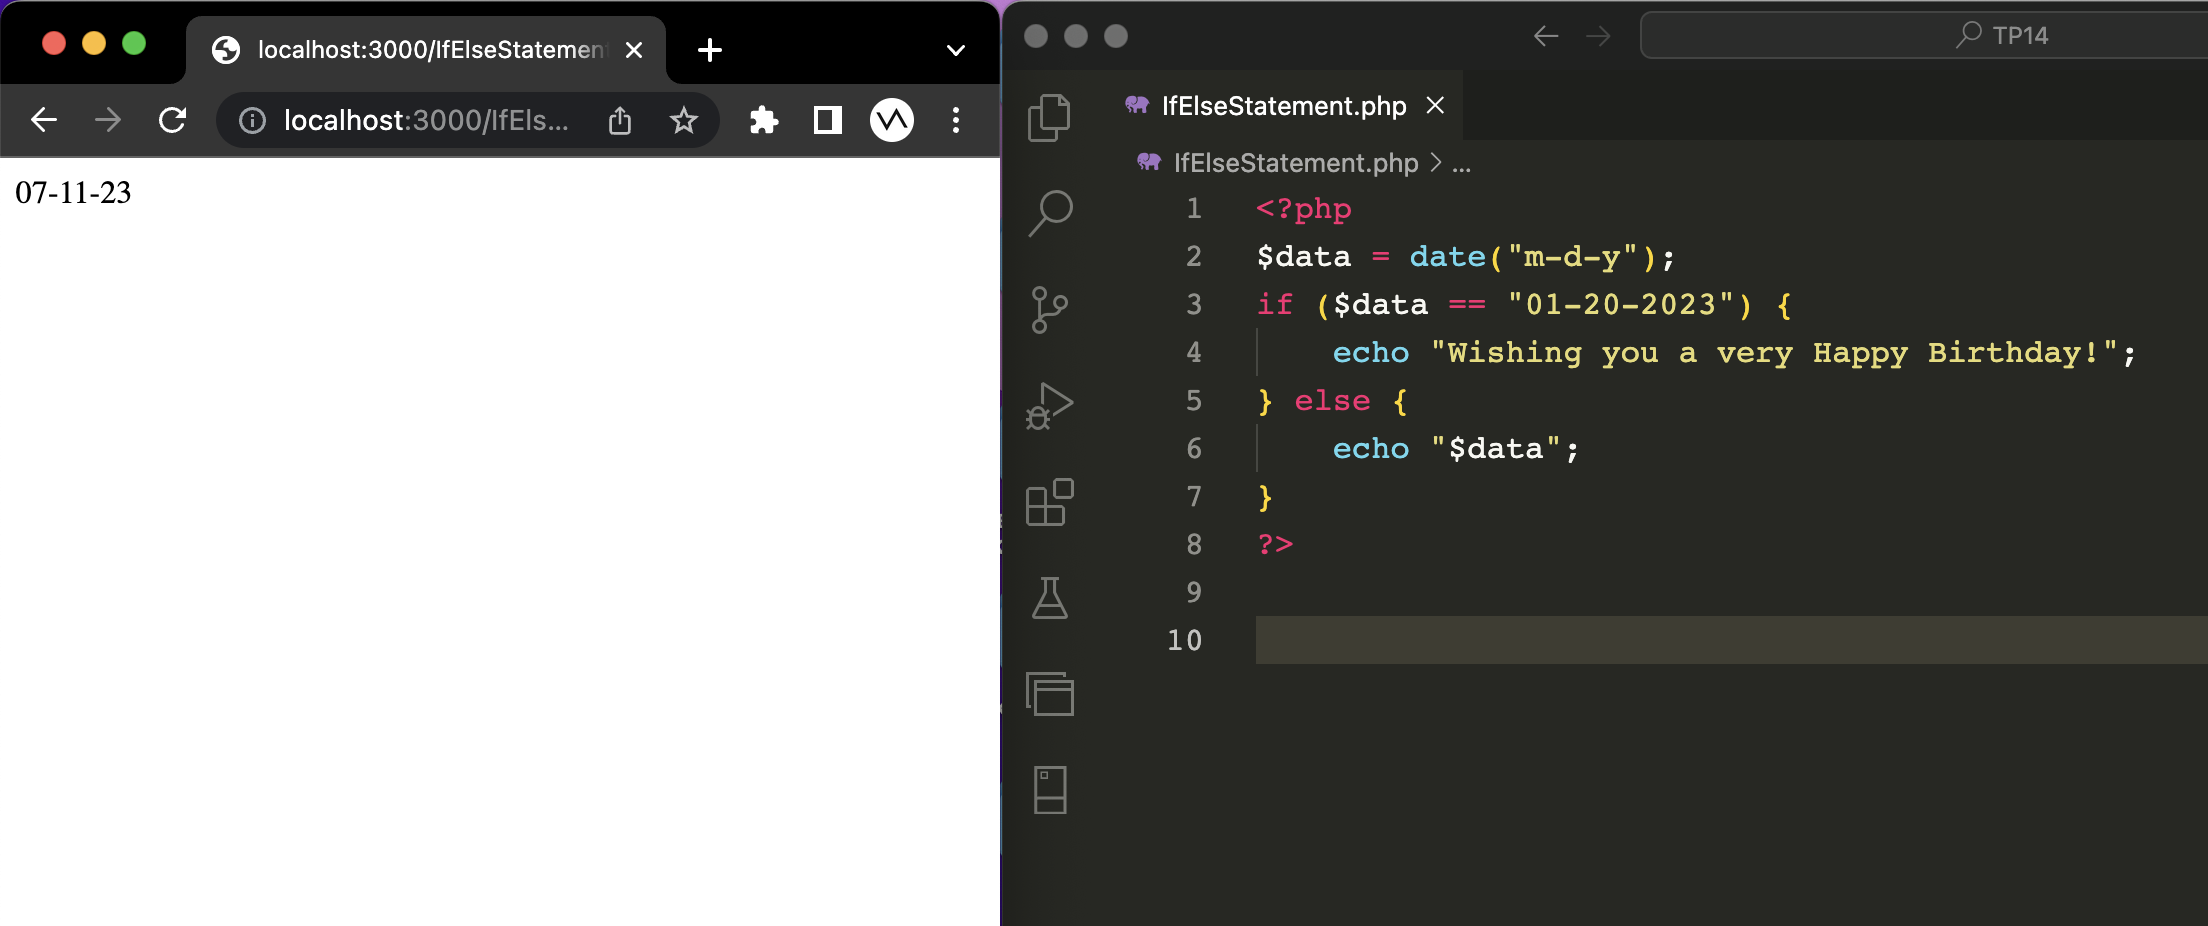 localhost:3000/IfElseStatemen
localhost:3000/IfEls...
07-11-23
TP14
IfElseStatement.php
IfElseStatement.php > ...
1 <?php
2 $data = date("m-d-y");
3 if ($data == "01-20-2023") {
4 echo "Wishing you a very Happy Birthday!";
5 } else {
6 echo "$data";
7 }
8 ?>
9
10